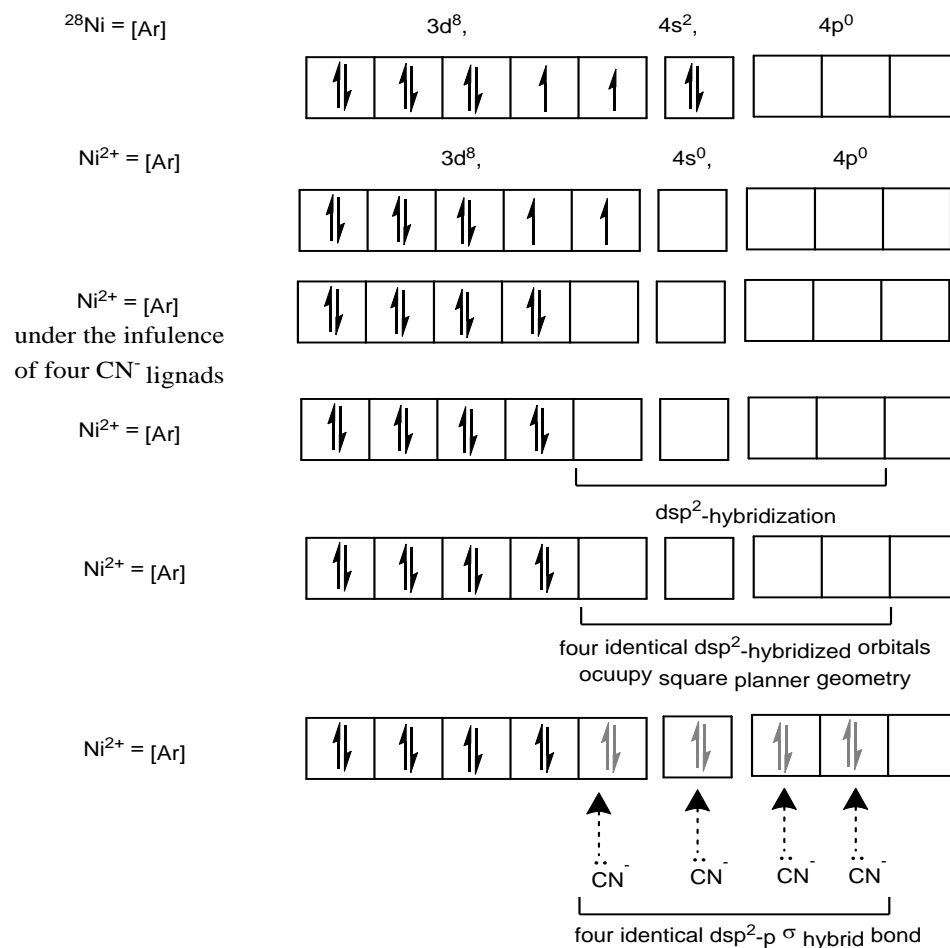 ²⁸Ni = [Ar] 3d⁸, 4s², 4p⁰
Ni²⁺ = [Ar] 3d⁸, 4s⁰, 4p⁰
Ni²⁺ = [Ar]
under the infulence
of four CN⁻ lignads
Ni²⁺ = [Ar]
dsp²-hybridization
Ni²⁺ = [Ar]
four identical dsp²-hybridized orbitals
ocuupy square planner geometry
Ni²⁺ = [Ar]
CN⁻ CN⁻ CN⁻ CN⁻
four identical dsp²-p σ hybrid bond